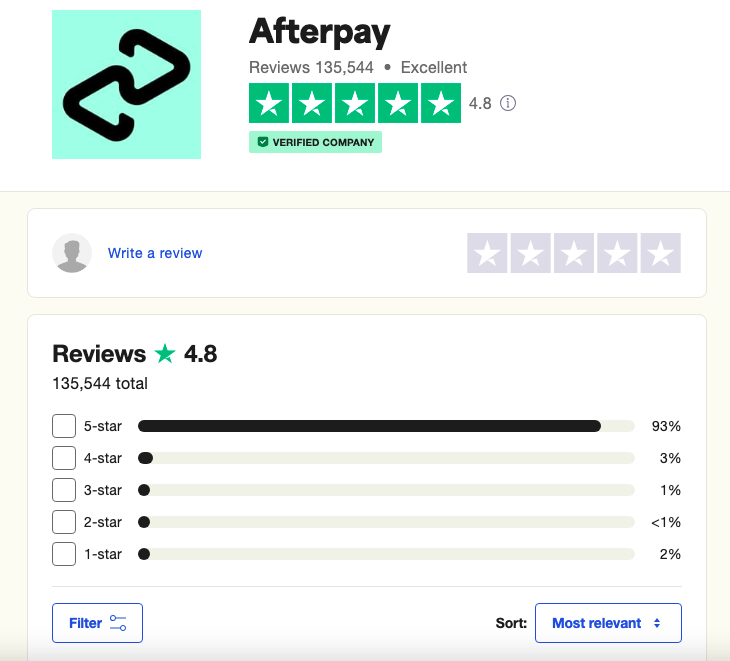 Afterpay
Reviews 135,544 • Excellent
4.8
VERIFIED COMPANY
Write a review
Reviews 4.8
135,544 total
5-star 93%
4-star 3%
3-star 1%
2-star <1%
1-star 2%
Filter Sort: Most relevant